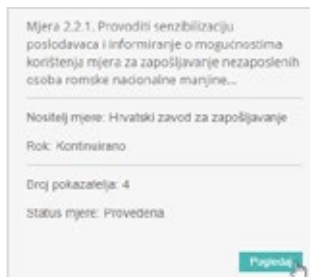 Mjera 2.2.1. Provoditi senzibilizaciju
poslodavaca i informiranje o mogućnostima
korištenja mjera za zapošljavanje nezaposlenih
osoba romske nacionalne manjine...
Nositelj mjere: Hrvatski zavod za zapošljavanje
Rok: Kontinuirano
Broj pokazatelja: 4
Status mjere: Provedena
Pogledaj